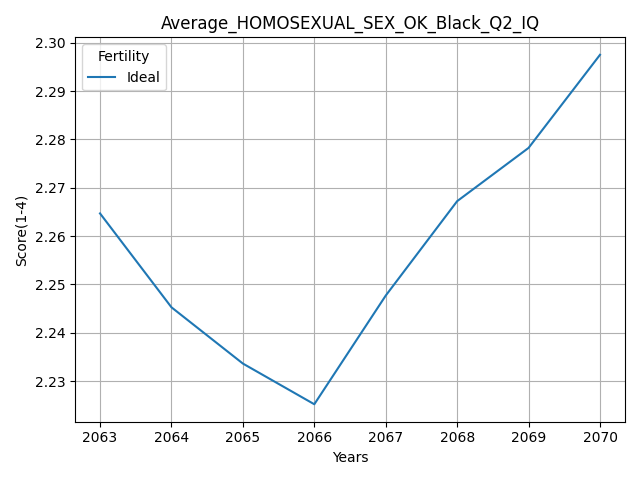 Average_HOMOSEXUAL_SEX_OK_Black_Q2_IQ
2.30
2.29
2.28
2.27
2.26
2.25
2.24
2.23
Score(1-4)
Fertility
Ideal
2063 2064 2065 2066 2067 2068 2069 2070
Years